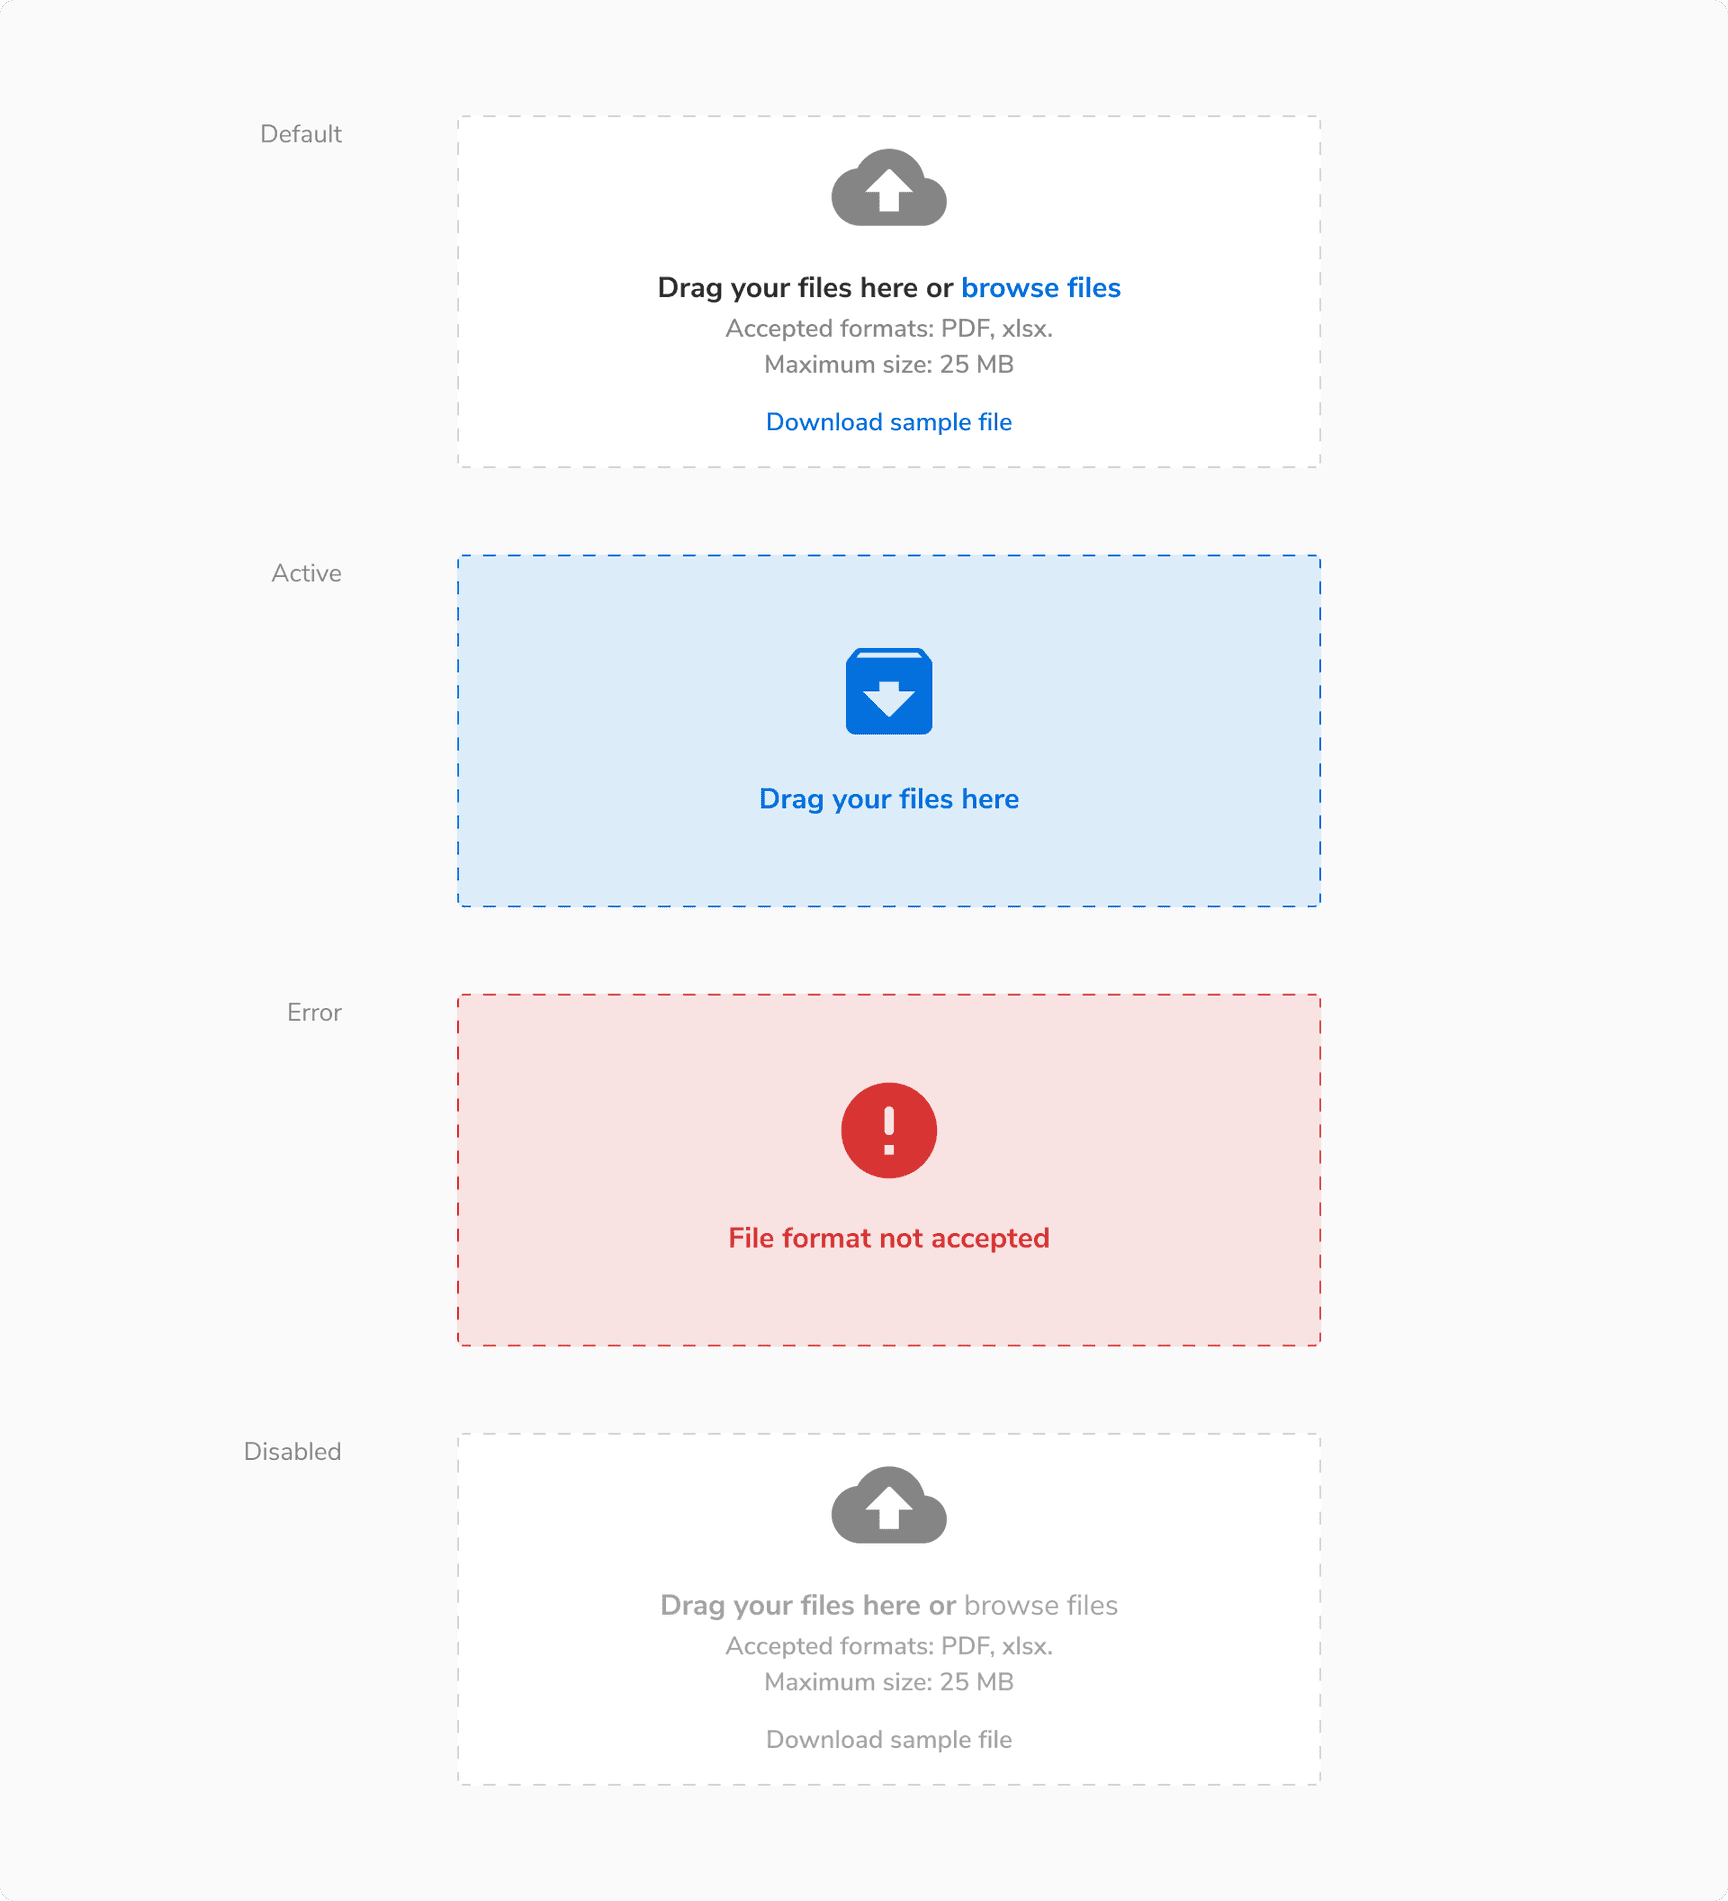 Default
Drag your files here or browse files
Accepted formats: PDF, xlsx.
Maximum size: 25 MB
Download sample file
Active
Drag your files here
Error
File format not accepted
Disabled
Drag your files here or browse files
Accepted formats: PDF, xlsx.
Maximum size: 25 MB
Download sample file